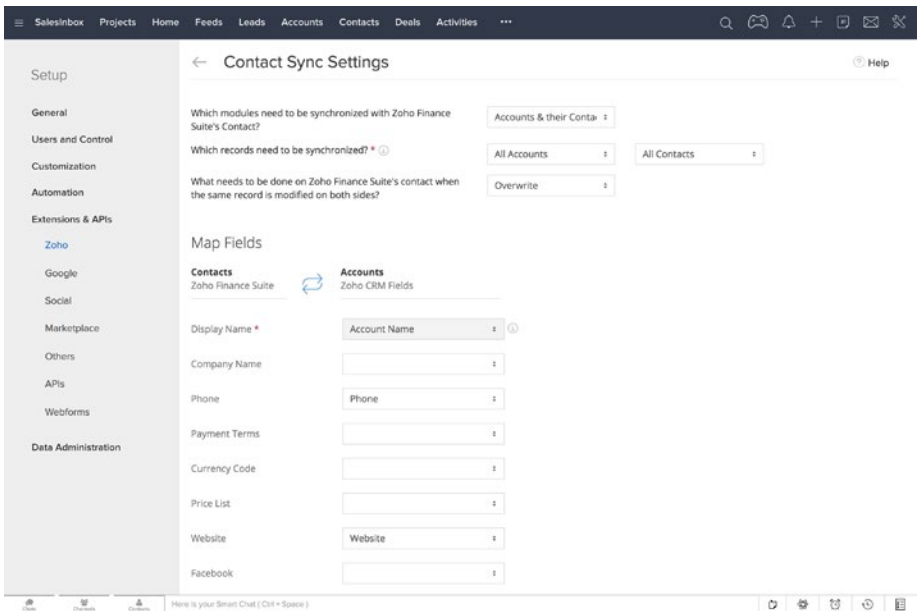 SalesInbox Projects Home Feeds Leads Accounts Contacts Deals Activities
Setup
General
Users and Control
Customization
Automation
Extensions & APIs
Zoho
Google
Social
Marketplace
Others
APIs
Webforms
Data Administration
Contact Sync Settings
Help
Which modules need to be synchronized with Zoho Finance
Suite's Contact?
Accounts & their Conta
Which records need to be synchronized? *
All Accounts
All Contacts
What needs to be done on Zoho Finance Suite's contact when
the same record is modified on both sides?
Overwrite
Map Fields
Contacts
Zoho Finance Suite
Accounts
Zoho CRM Fields
Display Name *
Account Name
Company Name
Phone
Phone
Payment Terms
Currency Code
Price List
Website
Website
Facebook
Chats Channels Contacts
Here is your Smart Chat ( Ctrl + Space )